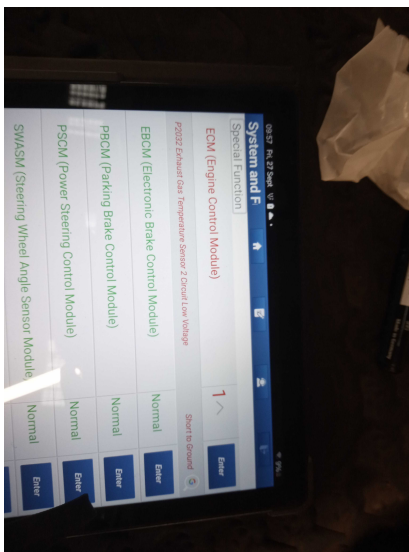 09:57 Fri, 27 Sept
System and F
Special Function
ECM (Engine Control Module) 1 Enter
P2032 Exhaust Gas Temperature Sensor 2 Circuit Low Voltage Short to Ground
EBCM (Electronic Brake Control Module) Normal Enter
PBCM (Parking Brake Control Module) Normal Enter
PSCM (Power Steering Control Module) Normal Enter
SWASM (Steering Wheel Angle Sensor Module Normal Enter